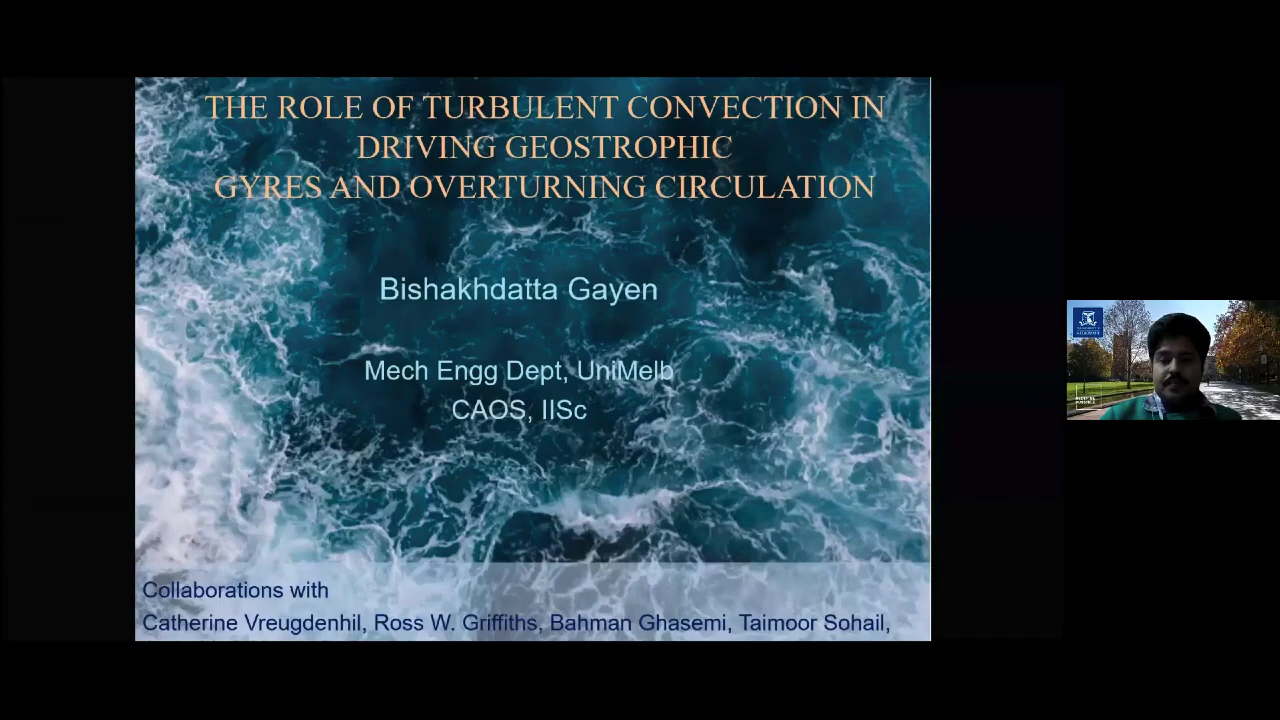 THE ROLE OF TURBULENT CONVECTION IN
DRIVING GEOSTROPHIC
GYRES AND OVERTURNING CIRCULATION
Bishakhdatta Gayen
Mech Engg Dept, UniMelb
CAOS, IISc
Collaborations with
Catherine Vreugdenhil, Ross W. Griffiths, Bahman Ghasemi, Taimoor Sohail,
MELBOURNE